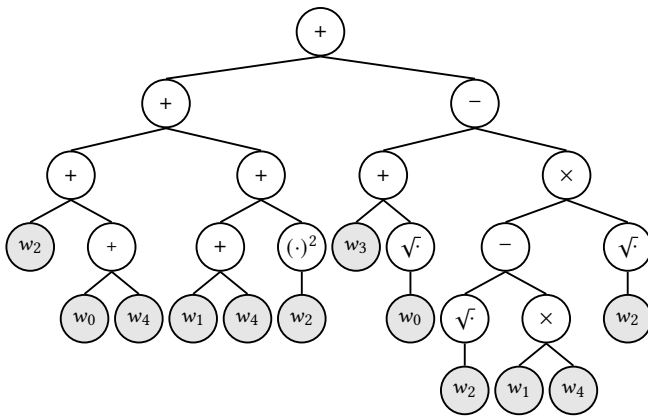 +
+ −
+ + + ×
w₂ + + (·)² w₃ √· − √·
w₀ w₄ w₁ w₄ w₂ w₀ √· × w₂
w₂ w₁ w₄